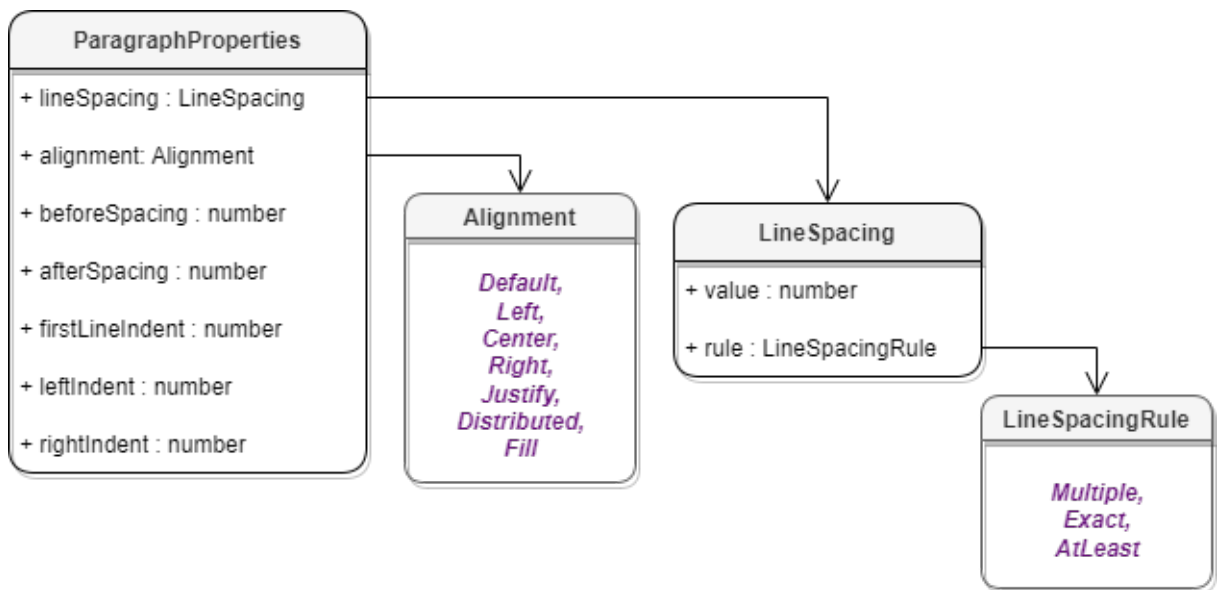 ParagraphProperties
+ lineSpacing : LineSpacing
+ alignment: Alignment
+ beforeSpacing : number
+ afterSpacing : number
+ firstLineIndent : number
+ leftIndent : number
+ rightIndent : number
Alignment
Default,
Left,
Center,
Right,
Justify,
Distributed,
Fill
LineSpacing
+ value : number
+ rule : LineSpacingRule
LineSpacingRule
Multiple,
Exact,
AtLeast